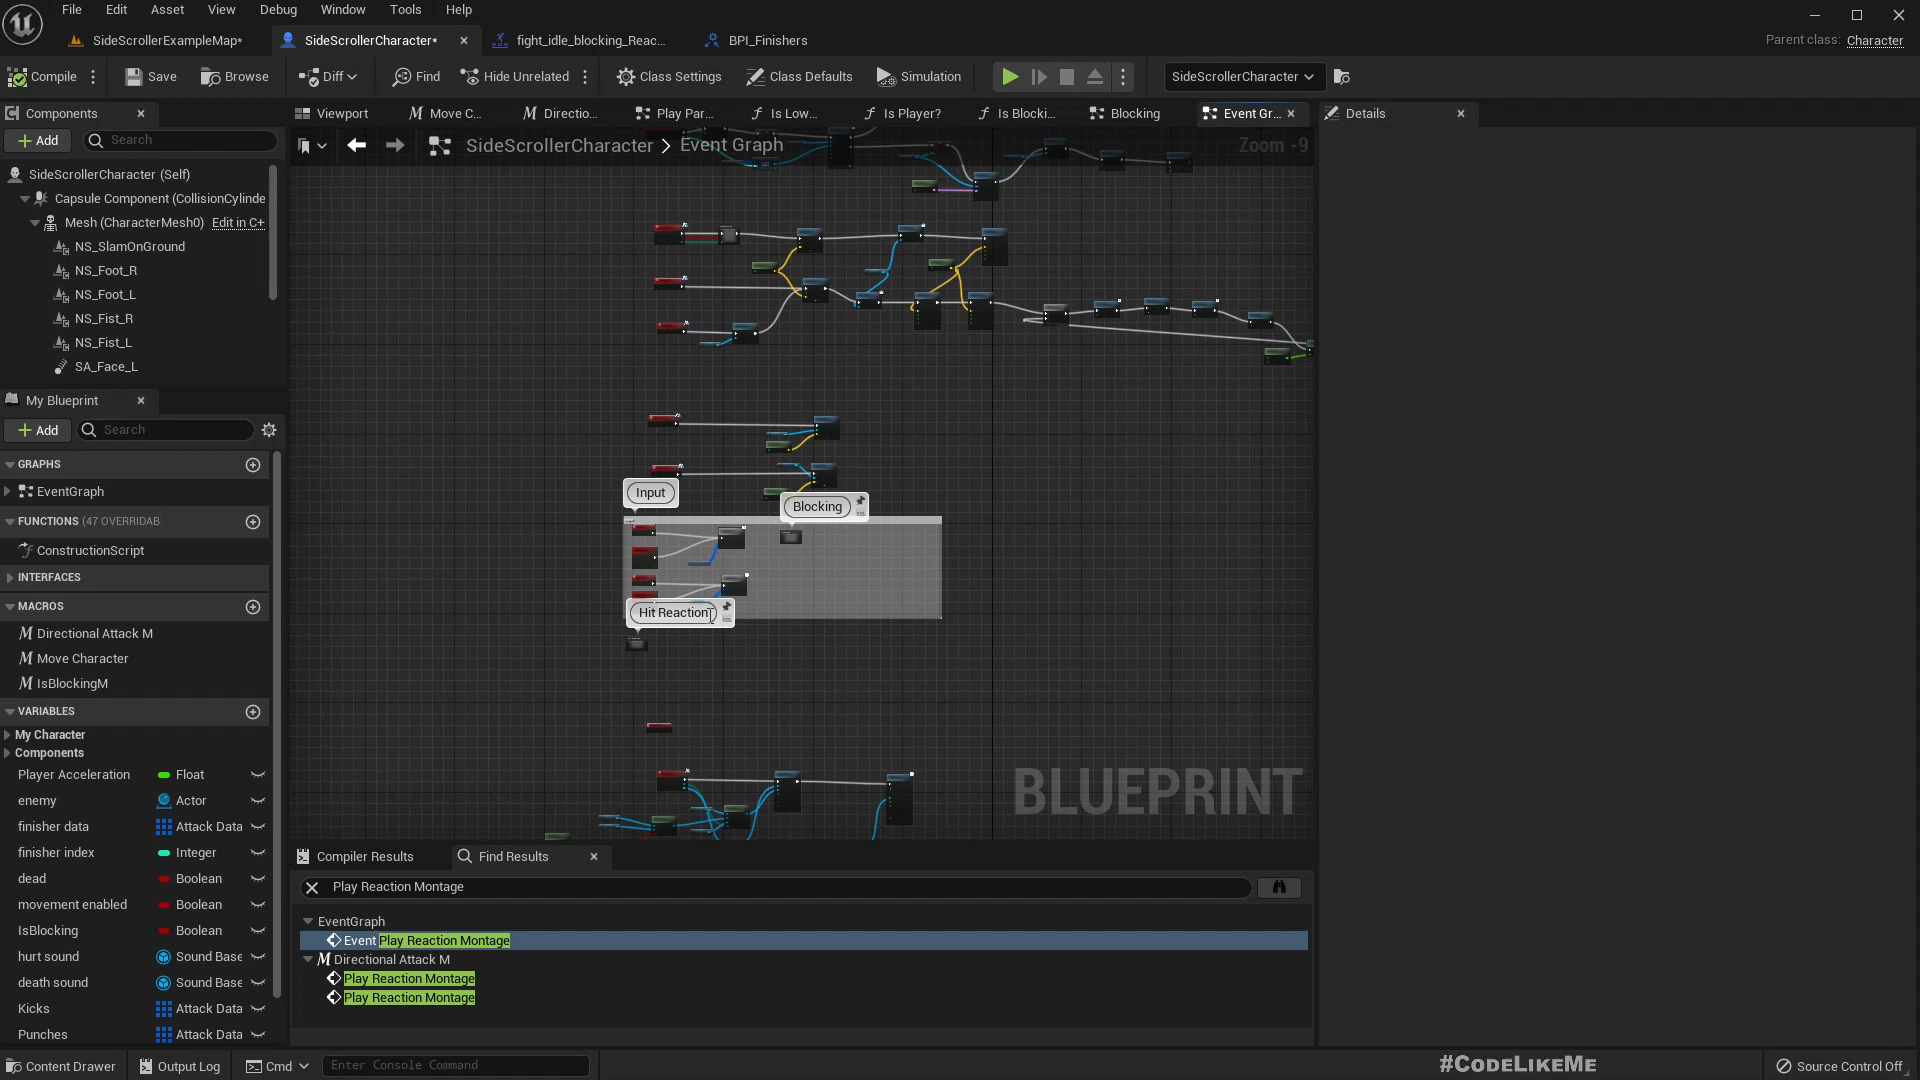 File Edit Asset View Debug Window Tools Help
SideScrollerExampleMap* SideScrollerCharacter* fight_idle_blocking_Reac... BPI_Finishers Parent class: Character
Compile Save Browse Diff Find Hide Unrelated Class Settings Class Defaults Simulation SideScrollerCharacter
Components Viewport Move C... Directio... Play Par... Is Low... Is Player? Is Blocki... Blocking Event Gr... Details
Add Search
SideScrollerCharacter > Event Graph Zoom -9
SideScrollerCharacter (Self)
Capsule Component (CollisionCylinde
Mesh (CharacterMesh0) Edit in C+
NS_SlamOnGround
NS_Foot_R
NS_Foot_L
NS_Fist_R
NS_Fist_L
SA_Face_L
My Blueprint
Add Search
GRAPHS
EventGraph
FUNCTIONS (47 OVERRIDAB
ConstructionScript
INTERFACES
MACROS
Directional Attack M
Move Character
IsBlockingM
VARIABLES
My Character
Components
Player Acceleration Float
enemy Actor
finisher data Attack Data
finisher index Integer
dead Boolean
movement enabled Boolean
IsBlocking Boolean
hurt sound Sound Base
death sound Sound Base
Kicks Attack Data
Punches Attack Data
Input
Blocking
Hit Reaction
BLUEPRINT
Compiler Results Find Results
Play Reaction Montage
EventGraph
Event Play Reaction Montage
Directional Attack M
Play Reaction Montage
Play Reaction Montage
Content Drawer Output Log Cmd Enter Console Command #CODELIKEME Source Control Off